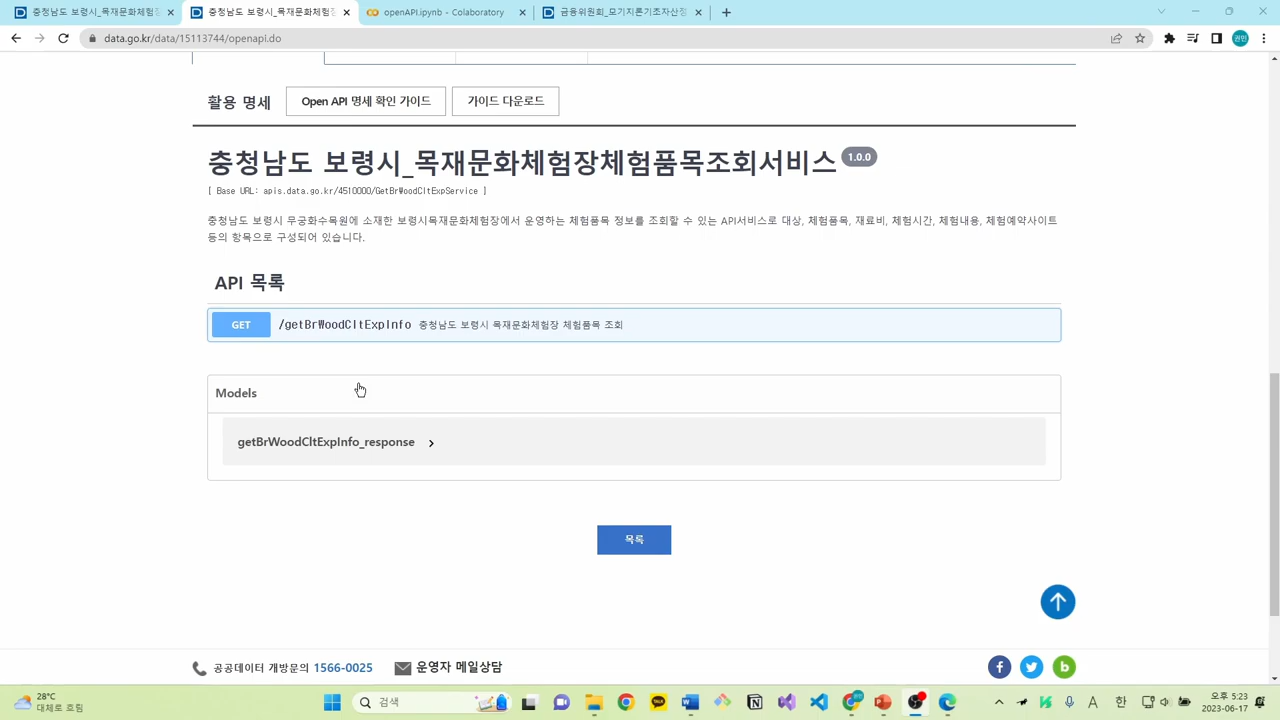 충청남도 보령시_목재문화체험장
충청남도 보령시_목재문화체험장
openAPI.ipynb - Colaboratory
금융위원회_모기지론기초자산정
data.go.kr/data/15113744/openapi.do
활용 명세
Open API 명세 확인 가이드
가이드 다운로드
충청남도 보령시_목재문화체험장체험품목조회서비스 1.0.0
[ Base URL: apis.data.go.kr/4510000/GetBrWoodCltExpService ]
충청남도 보령시 무궁화수목원에 소재한 보령시목재문화체험장에서 운영하는 체험품목 정보를 조회할 수 있는 API서비스로 대상, 체험품목, 재료비, 체험시간, 체험내용, 체험예약사이트
등의 항목으로 구성되어 있습니다.
API 목록
GET /getBrWoodCltExpInfo 충청남도 보령시 목재문화체험장 체험품목 조회
Models
getBrWoodCltExpInfo_response
목록
공공데이터 개방문의 1566-0025 운영자 메일상담
28°C
대체로 흐림
검색
A
한
오후 5:23
2023-06-17